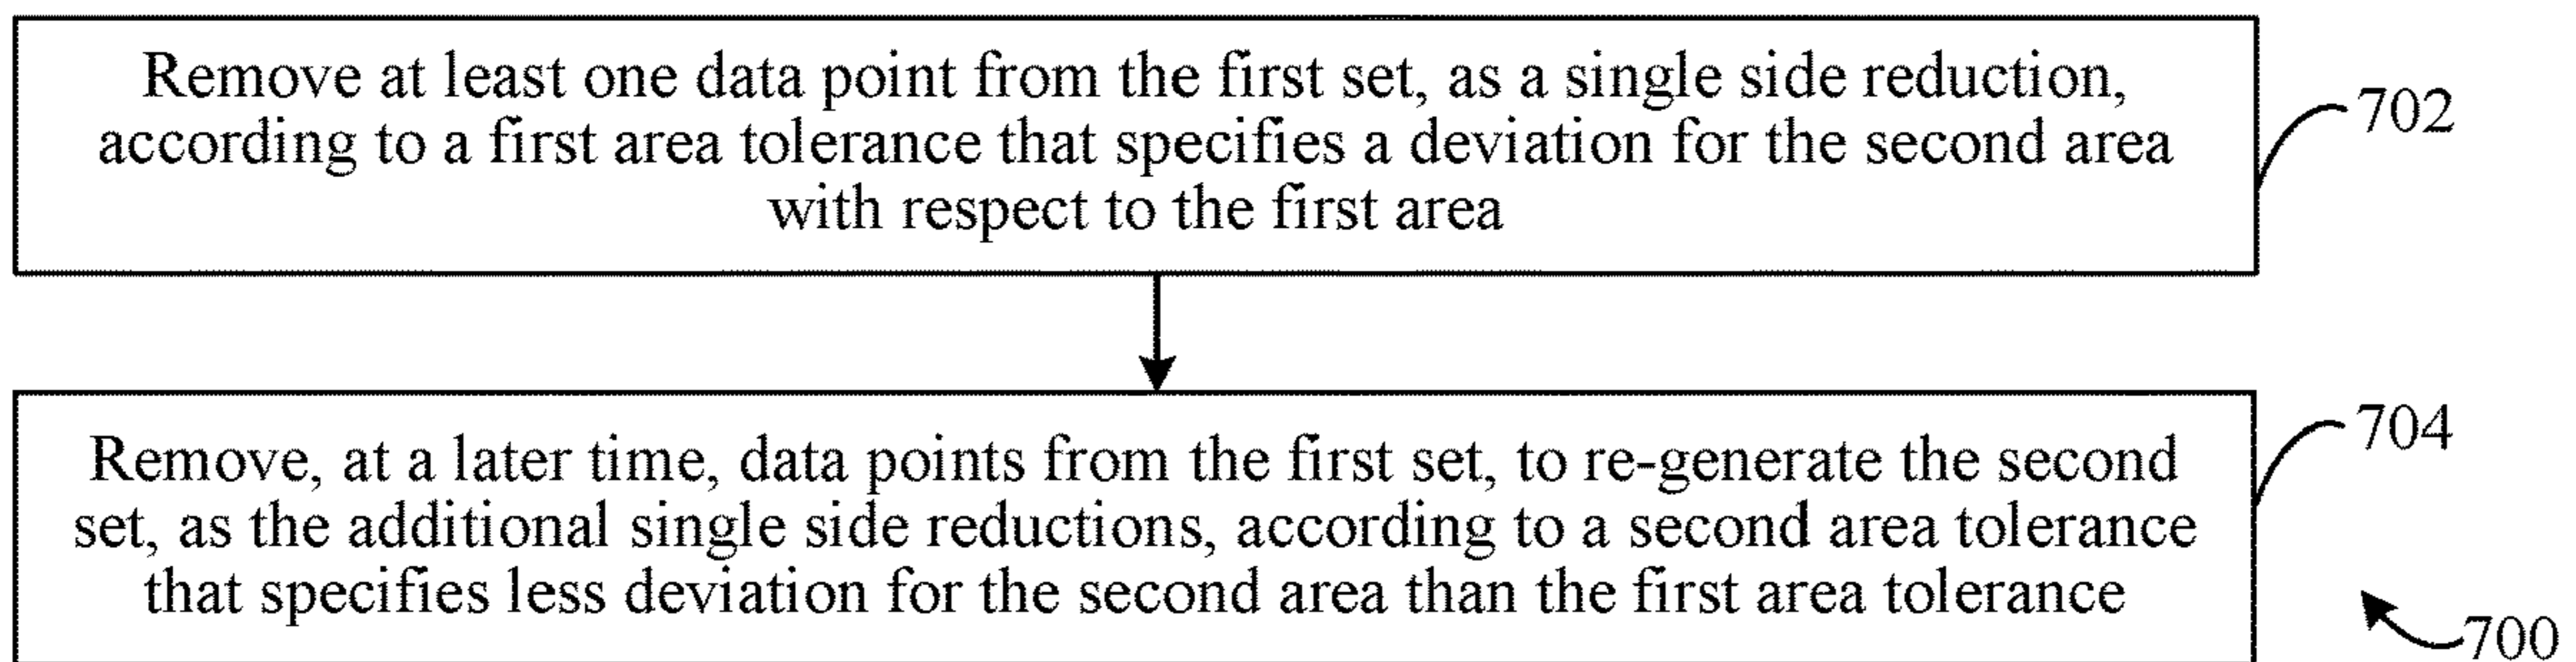 Remove at least one data point from the first set, as a single side reduction,
according to a first area tolerance that specifies a deviation for the second area
with respect to the first area
702
Remove, at a later time, data points from the first set, to re-generate the second
set, as the additional single side reductions, according to a second area tolerance
that specifies less deviation for the second area than the first area tolerance
704
700